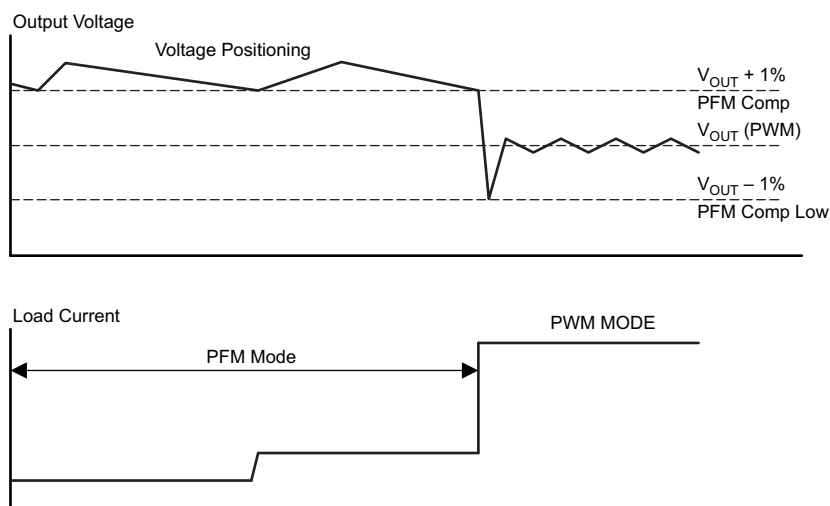 Output Voltage
Voltage Positioning
VOUT + 1%
PFM Comp
VOUT (PWM)
VOUT – 1%
PFM Comp Low
Load Current
PWM MODE
PFM Mode